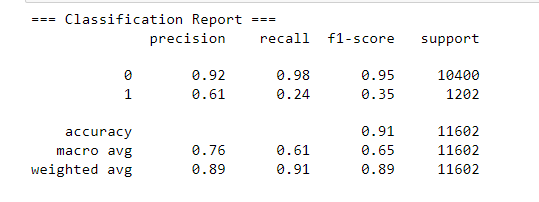 === Classification Report ===
precision recall f1-score support
0 0.92 0.98 0.95 10400
1 0.61 0.24 0.35 1202
accuracy 0.91 11602
macro avg 0.76 0.61 0.65 11602
weighted avg 0.89 0.91 0.89 11602